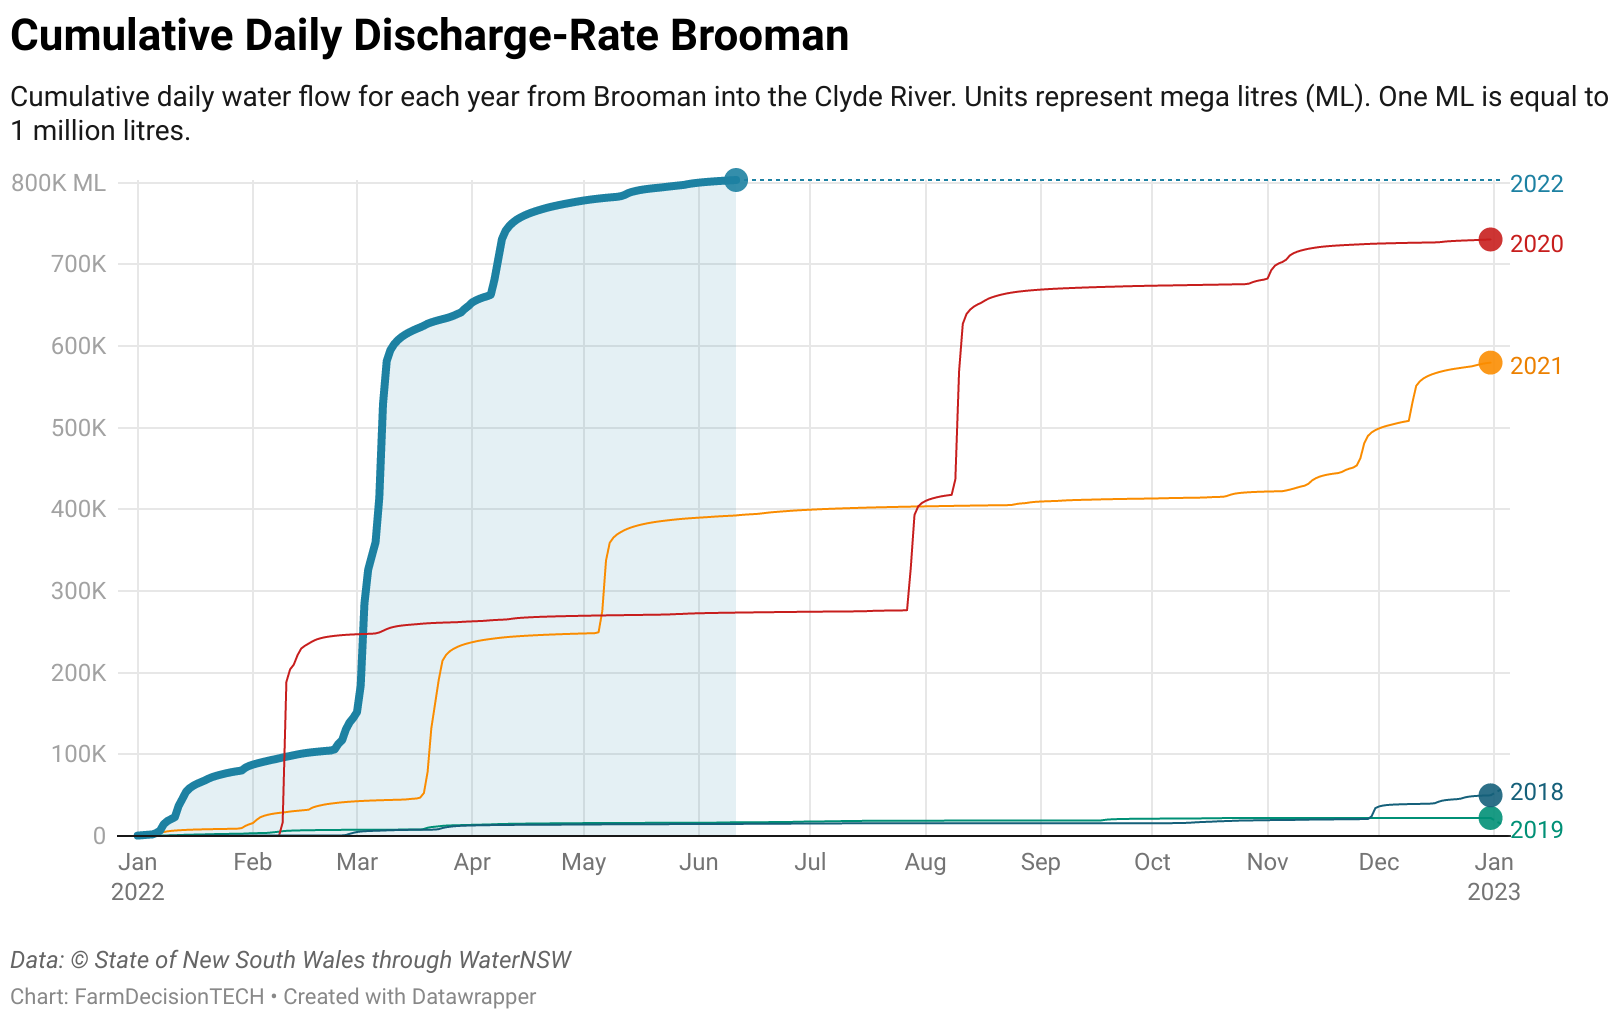 Cumulative Daily Discharge-Rate Brooman
Cumulative daily water flow for each year from Brooman into the Clyde River. Units represent mega litres (ML). One ML is equal to
1 million litres.
800K ML
700K
600K
500K
400K
300K
200K
100K
0
2022
2020
2021
2018
2019
Jan Feb Mar Apr May Jun Jul Aug Sep Oct Nov Dec Jan
2022 2023
Data: © State of New South Wales through WaterNSW
Chart: FarmDecisionTECH • Created with Datawrapper